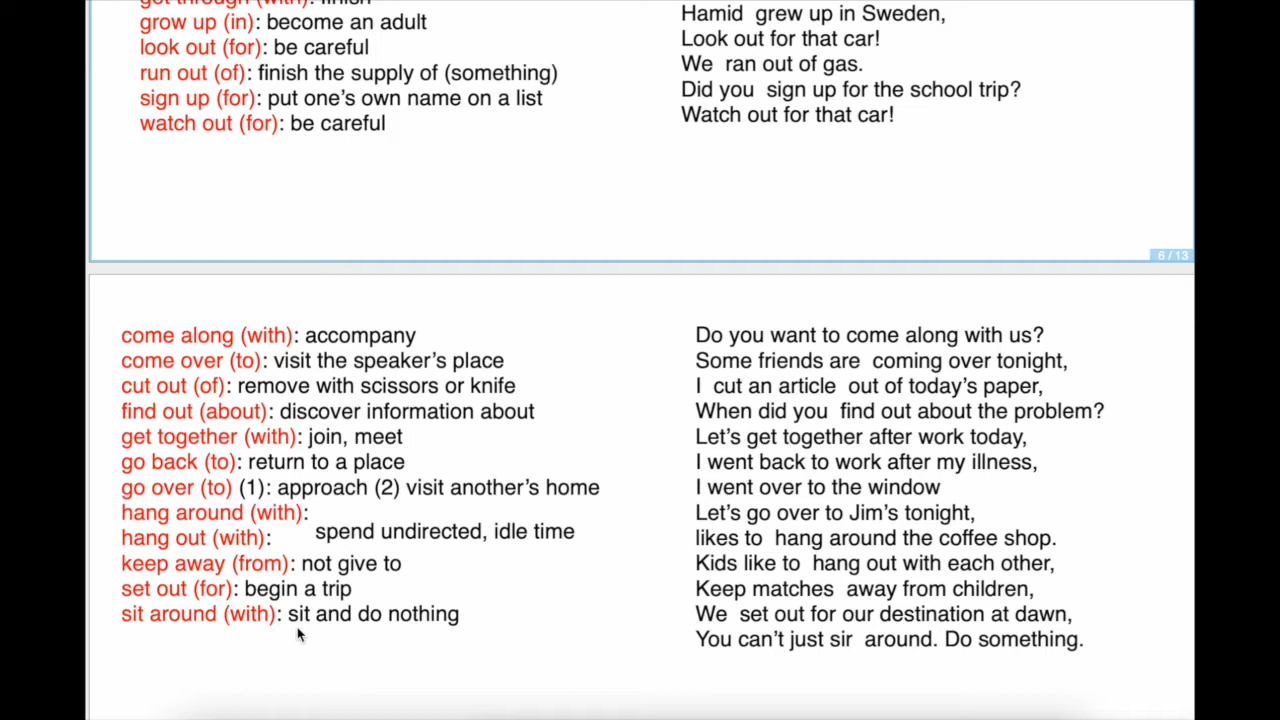 get through (with): finish
grow up (in): become an adult
look out (for): be careful
run out (of): finish the supply of (something)
sign up (for): put one's own name on a list
watch out (for): be careful
Hamid grew up in Sweden,
Look out for that car!
We ran out of gas.
Did you sign up for the school trip?
Watch out for that car!
6 / 13
come along (with): accompany
come over (to): visit the speaker's place
cut out (of): remove with scissors or knife
find out (about): discover information about
get together (with): join, meet
go back (to): return to a place
go over (to) (1): approach (2) visit another's home
hang around (with):
hang out (with):
spend undirected, idle time
keep away (from): not give to
set out (for): begin a trip
sit around (with): sit and do nothing
Do you want to come along with us?
Some friends are coming over tonight,
I cut an article out of today's paper,
When did you find out about the problem?
Let's get together after work today,
I went back to work after my illness,
I went over to the window
Let's go over to Jim's tonight,
likes to hang around the coffee shop.
Kids like to hang out with each other,
Keep matches away from children,
We set out for our destination at dawn,
You can't just sir around. Do something.